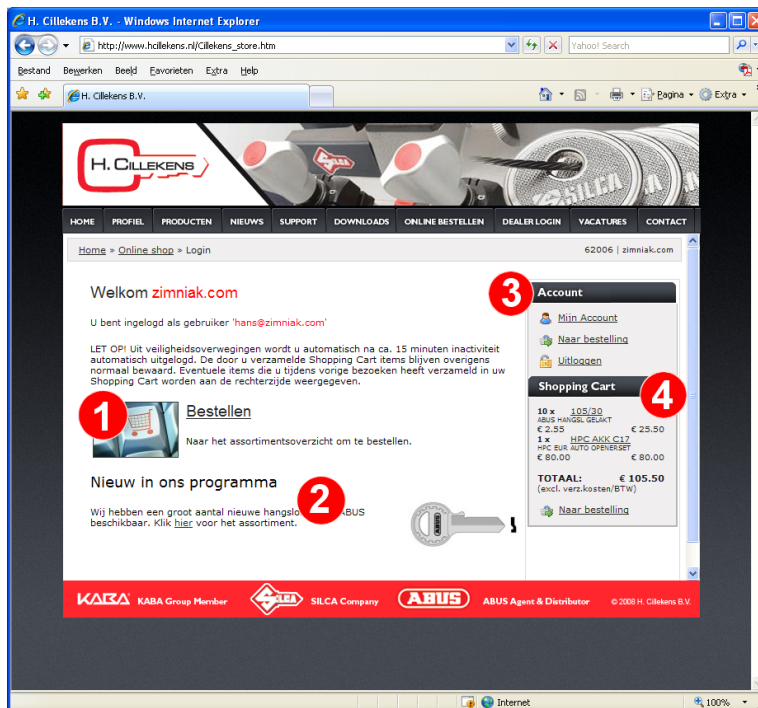 H. Cillekens B.V. - Windows Internet Explorer
http://www.hcillekens.nl/Cillekens_store.htm
Yahoo! Search
Bestand Bewerken Beeld Favorieten Extra Help
H. Cillekens B.V.
Pagina Extra
H. CILLEKENS
SILCA
SILCA
HOME PROFIEL PRODUCTEN NIEUWS SUPPORT DOWNLOADS ONLINE BESTELLEN DEALER LOGIN VACATURES CONTACT
Home » Online shop » Login
62006 | zimniak.com
Welkom zimniak.com
U bent ingelogd als gebruiker 'hans@zimniak.com'
LET OP! Uit veiligheidsoverwegingen wordt u automatisch na ca. 15 minuten inactiviteit
automatisch uitgelogd. De door u verzamelde Shopping Cart items blijven overigens
normaal bewaard. Eventuele items die u tijdens vorige bezoeken heeft verzameld in uw
Shopping Cart worden aan de rechterzijde weergegeven.
1
Bestellen
Naar het assortimentsoverzicht om te bestellen.
Nieuw in ons programma
2
Wij hebben een groot aantal nieuwe ABUS
beschikbaar. Klik hier voor het assortiment.
ABUS
3
Account
Mijn Account
Naar bestelling
Uitloggen
Shopping Cart
4
10 x 105/30
ABUS HANGSL GELAKT
€ 2.55 € 25.50
1 x HPC AKK C17
HPC EUR AUTO OPENERSET
€ 80.00 € 80.00
TOTAAL: € 105.50
(excl. verz.kosten/BTW)
Naar bestelling
KABA KABA Group Member SILCA SILCA Company ABUS ABUS Agent & Distributor © 2008 H. Cillekens B.V.
Internet 100%